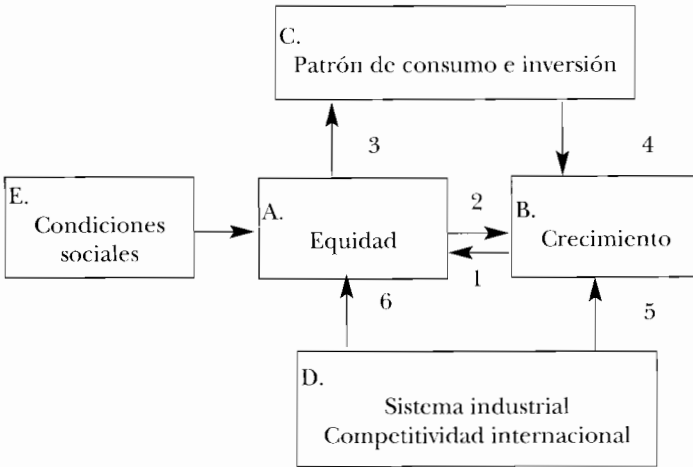 C.
Patrón de consumo e inversión
3
4
E.
Condiciones
sociales
A.
Equidad
2
B.
Crecimiento
1
6
5
D.
Sistema industrial
Competitividad internacional